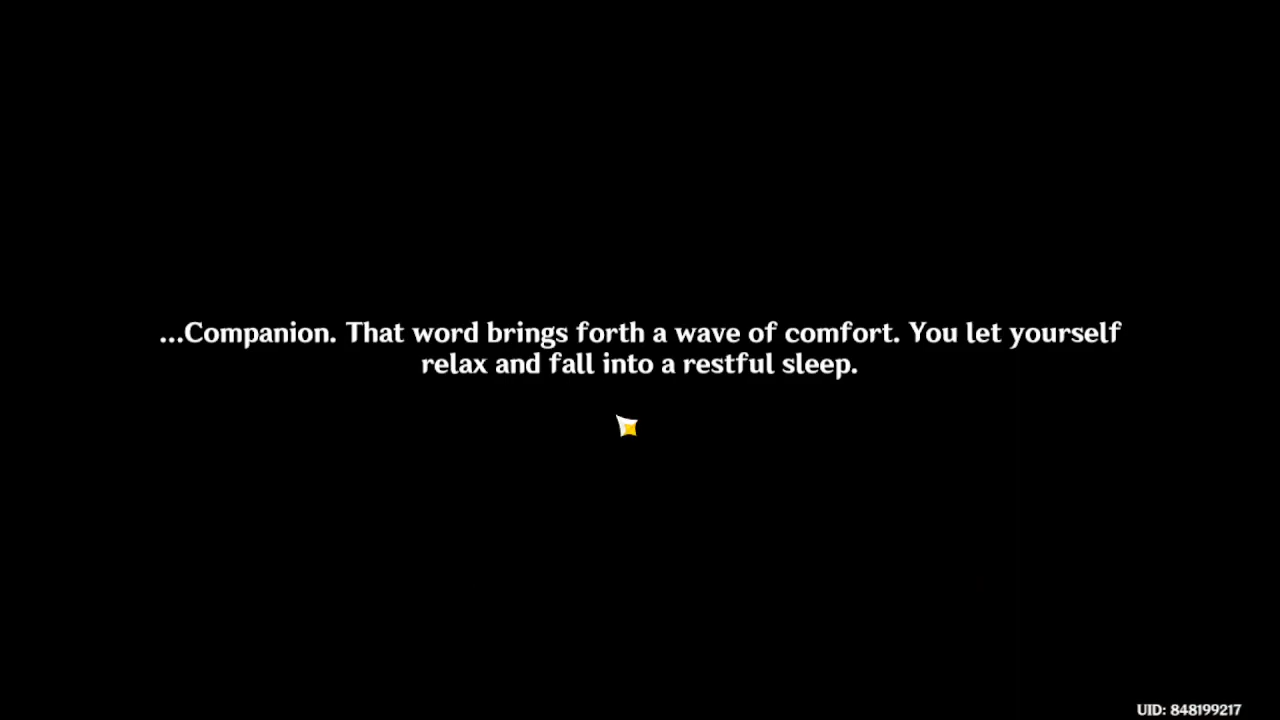 ...Companion. That word brings forth a wave of comfort. You let yourself
relax and fall into a restful sleep.
UID: 848199217